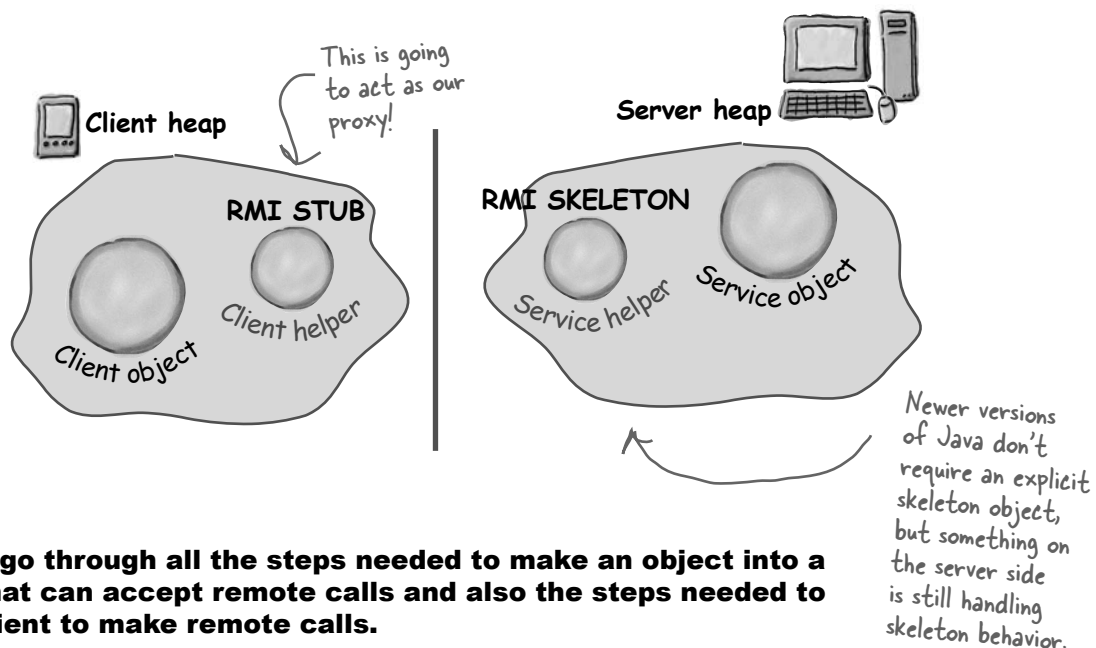 This is going
to act as our
proxy!
Client heap
Server heap
RMI STUB
RMI SKELETON
Client object
Client helper
Service helper
Service object
Newer versions
of Java don't
require an explicit
skeleton object,
but something on
the server side
is still handling
skeleton behavior.
go through all the steps needed to make an object into a
hat can accept remote calls and also the steps needed to
ient to make remote calls.